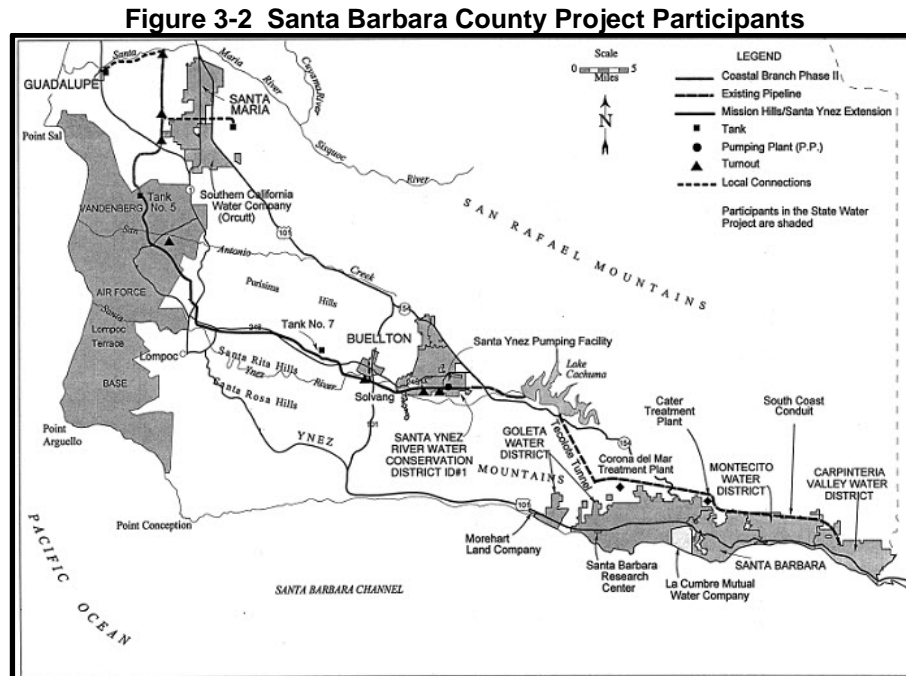 Figure 3-2 Santa Barbara County Project Participants
Scale
0 5
Miles
N
LEGEND
Coastal Branch Phase II
Existing Pipeline
Mission Hills/Santa Ynez Extension
Tank
Pumping Plant (P.P.)
Turnout
Local Connections
Participants in the State Water
Project are shaded
Santa
Maria
River
Cuyama River
GUADALUPE
SANTA
MARIA
Sisquoc
River
Point Sal
Southern California
Water Company
(Orcutt)
1
101
Tank
No. 5
VANDENBERG
San
Antonio
Creek
SAN RAFAEL MOUNTAINS
AIR FORCE
Purisima
Hills
154
Santa
Lompoc
Terrace
246
Tank No. 7
BUELLTON
Santa Ynez Pumping Facility
Lompoc
Santa Rita Hills
Ynez
River
Lake
Cachuma
BASE
Santa Rosa Hills
Solvang
101
Cater
Treatment
Plant
South Coast
Conduit
Point
Arguello
YNEZ
MOUNTAINS
SANTA YNEZ
RIVER WATER
CONSERVATION
DISTRICT ID#1
GOLETA
WATER
DISTRICT
Tecolote Tunnel
154
Corona del Mar
Treatment Plant
MONTECITO
WATER
DISTRICT
CARPINTERIA
VALLEY WATER
DISTRICT
Point Conception
101
Morehart
Land Company
Santa Barbara
Research
Center
La Cumbre Mutual
Water Company
SANTA BARBARA
SANTA BARBARA CHANNEL
PACIFIC
OCEAN